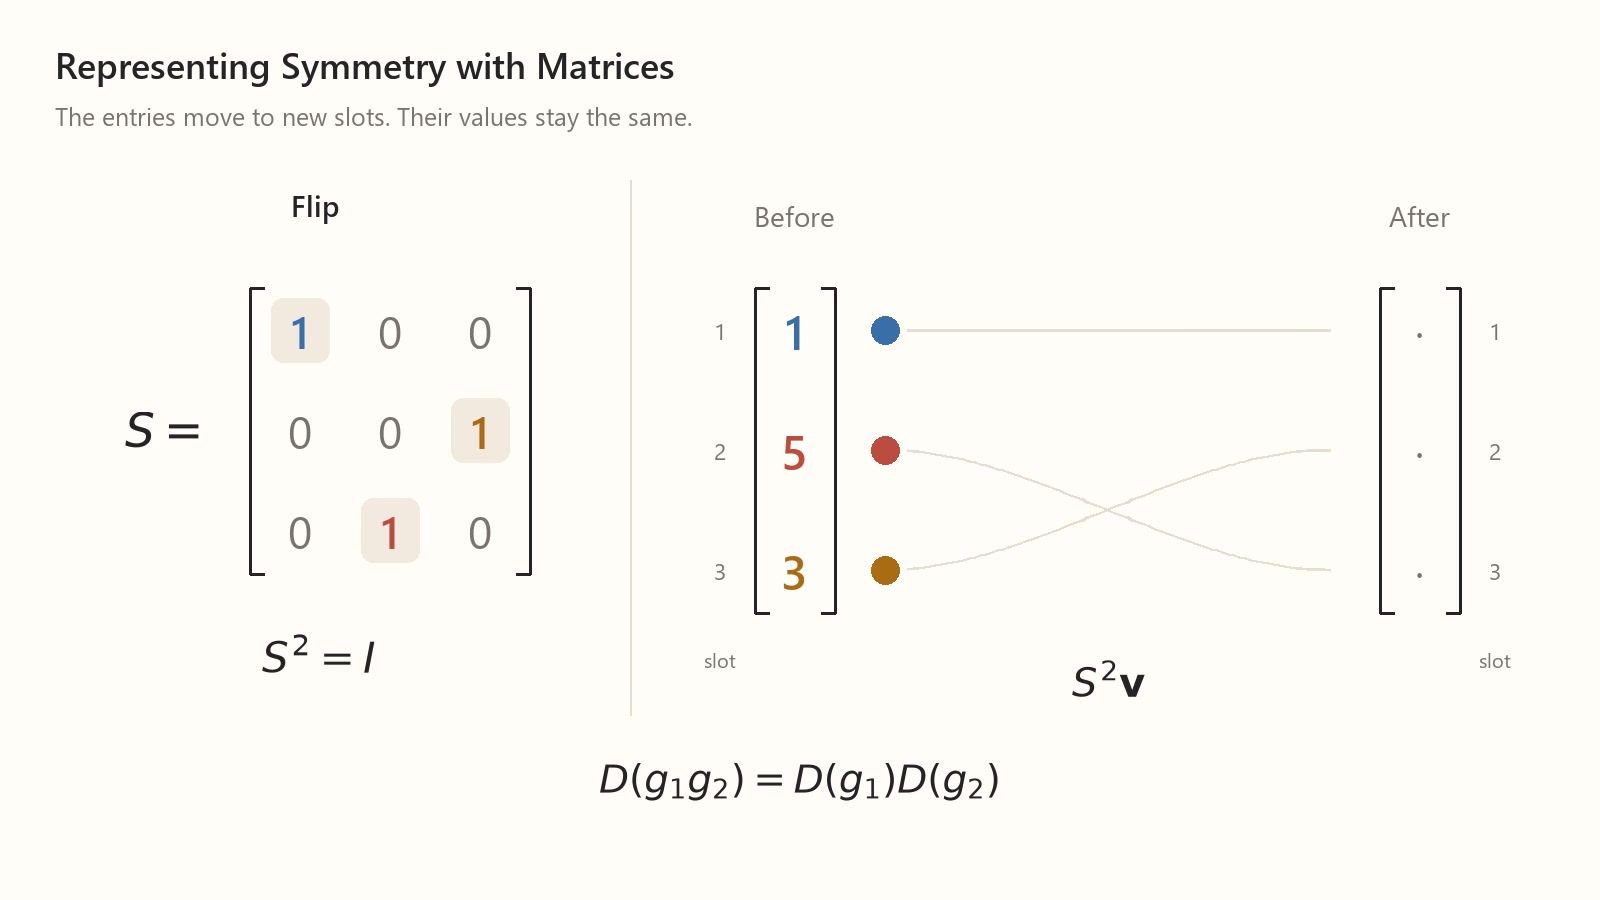 Representing Symmetry with Matrices
The entries move to new slots. Their values stay the same.
Flip
S =
1 0 0
0 0 1
0 1 0
S² = I
Before
After
1 1 . 1
2 5 . 2
3 3 . 3
slot
slot
S²v
D(g₁g₂) = D(g₁)D(g₂)